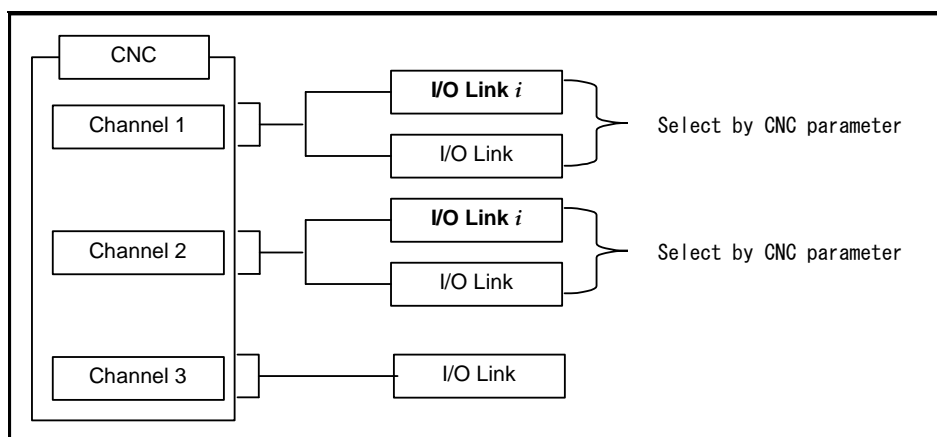 CNC
I/O Link i
Channel 1
Select by CNC parameter
I/O Link
I/O Link i
Channel 2
Select by CNC parameter
I/O Link
Channel 3
I/O Link